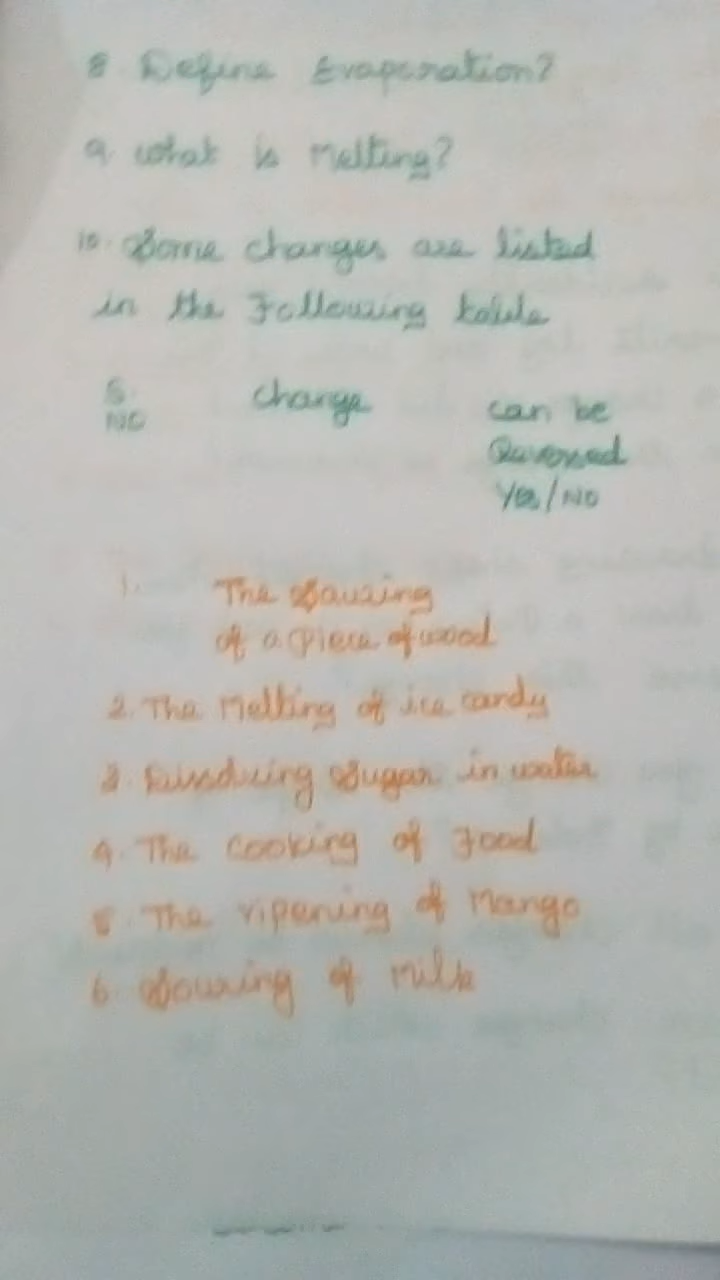 8. Define Evaporation?
9. What is Melting?
10. Some changes are listed
in the Following table
S. Change can be
NO Reversed
Yes/NO
1. The Sawing
of a piece of wood
2. The Melting of ice candy
3. Dissolving Sugar in water
4. The cooking of Food
5. The ripening of Mango
6. Souring of Milk